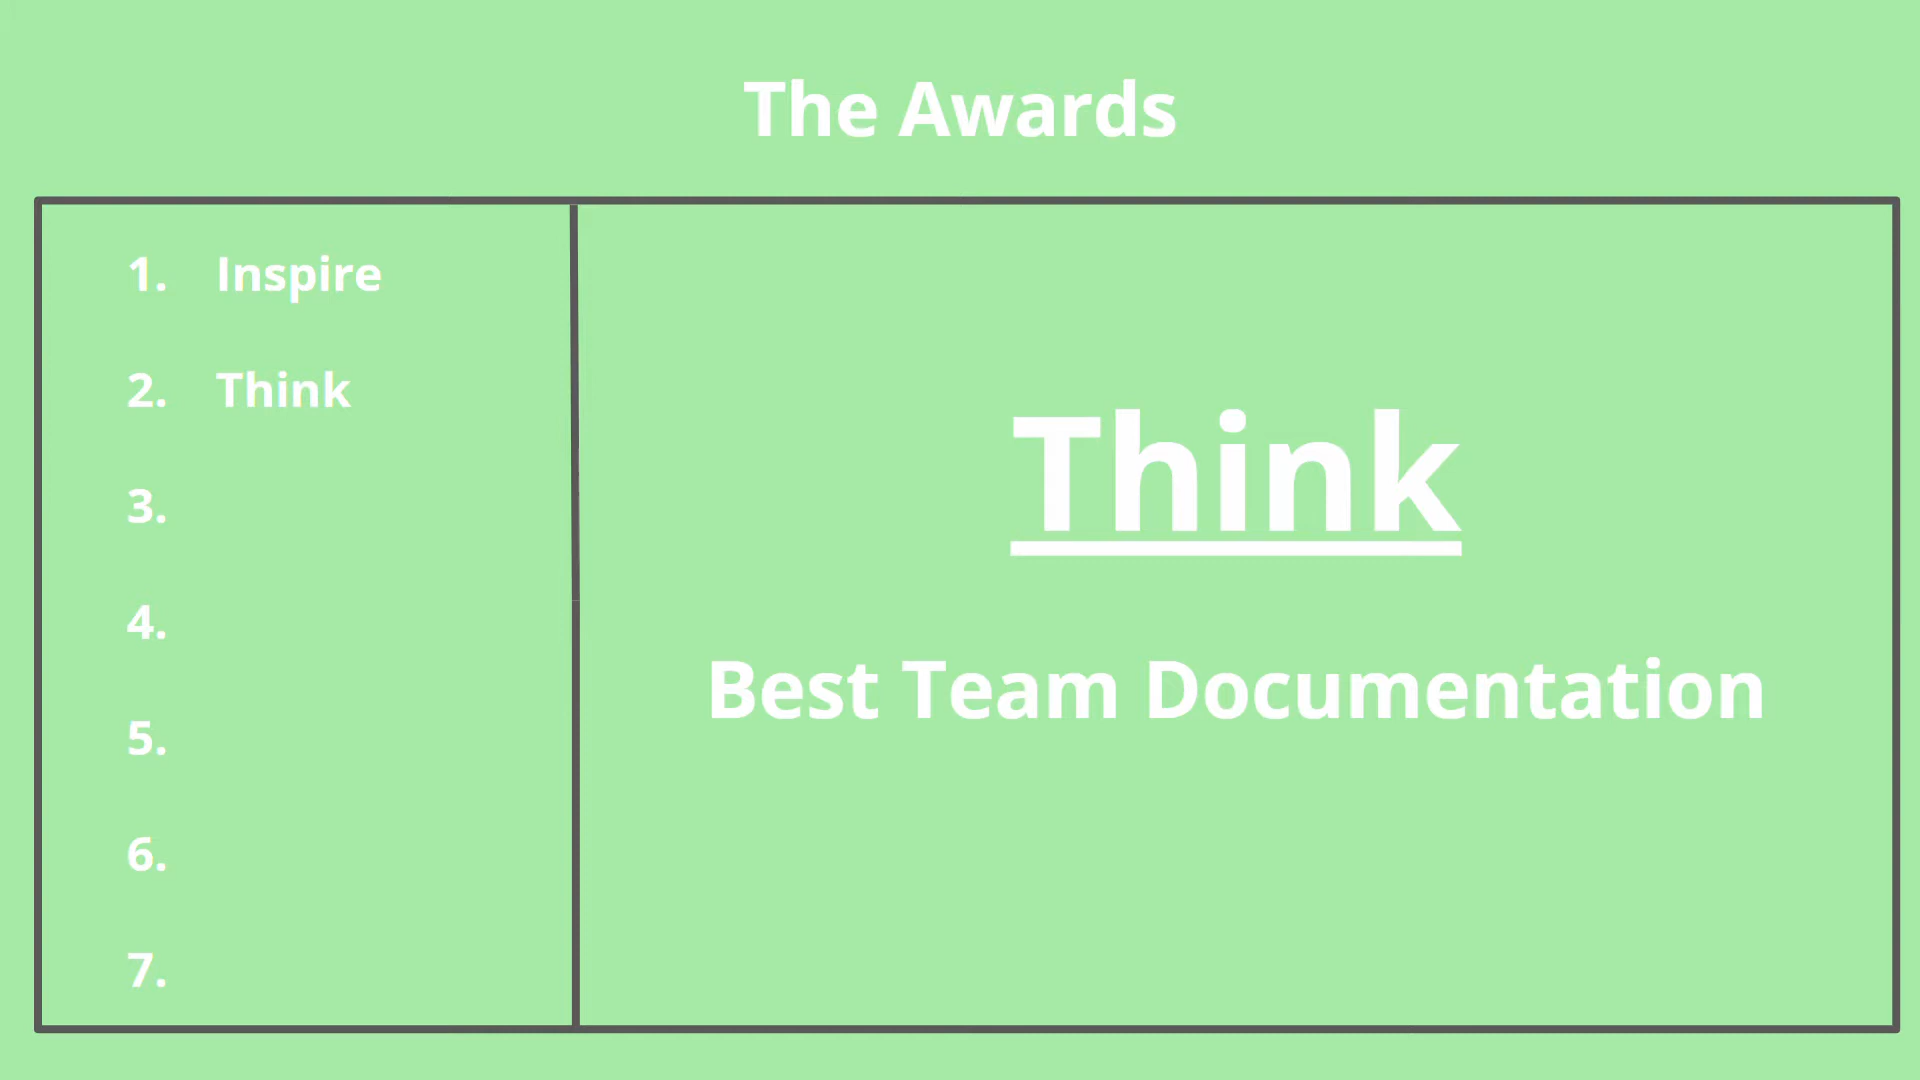 The Awards
1. Inspire
2. Think
3.
4.
5.
6.
7.
Think
Best Team Documentation